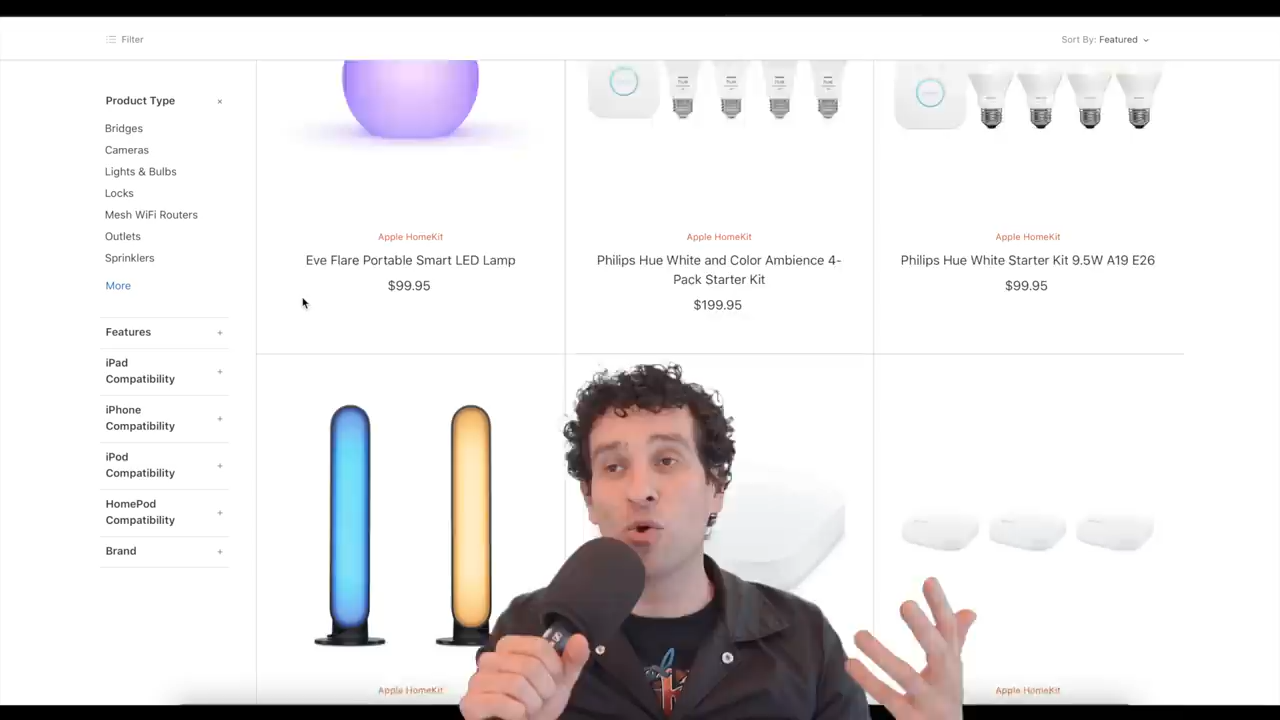 Filter
Sort By: Featured
Product Type
Bridges
Cameras
Lights & Bulbs
Locks
Mesh WiFi Routers
Outlets
Sprinklers
More
Features
iPad
Compatibility
iPhone
Compatibility
iPod
Compatibility
HomePod
Compatibility
Brand
Apple HomeKit
Eve Flare Portable Smart LED Lamp
$99.95
Apple HomeKit
Philips Hue White and Color Ambience 4-
Pack Starter Kit
$199.95
Apple HomeKit
Philips Hue White Starter Kit 9.5W A19 E26
$99.95
Apple HomeKit
Apple HomeKit